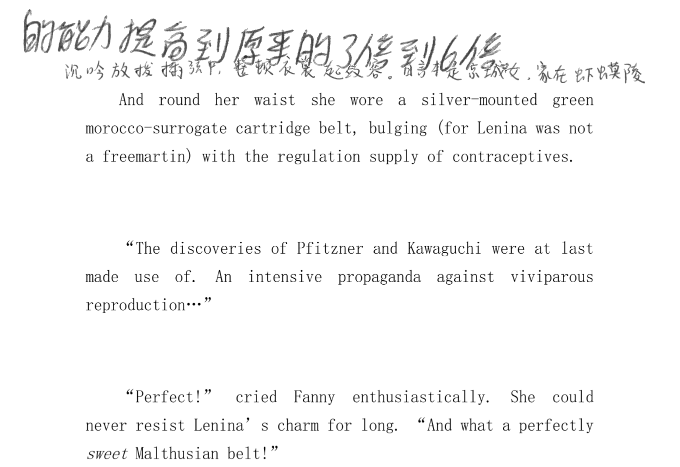 的能力提高到原来的3倍到6倍
沉吟放拨插弦中，整顿衣裳起敛容。自言本是京城女，家在虾蟆陵
And round her waist she wore a silver-mounted green
morocco-surrogate cartridge belt, bulging (for Lenina was not
a freemartin) with the regulation supply of contraceptives.
“The discoveries of Pfitzner and Kawaguchi were at last
made use of. An intensive propaganda against viviparous
reproduction…”
“Perfect!” cried Fanny enthusiastically. She could
never resist Lenina’s charm for long. “And what a perfectly
sweet Malthusian belt!”